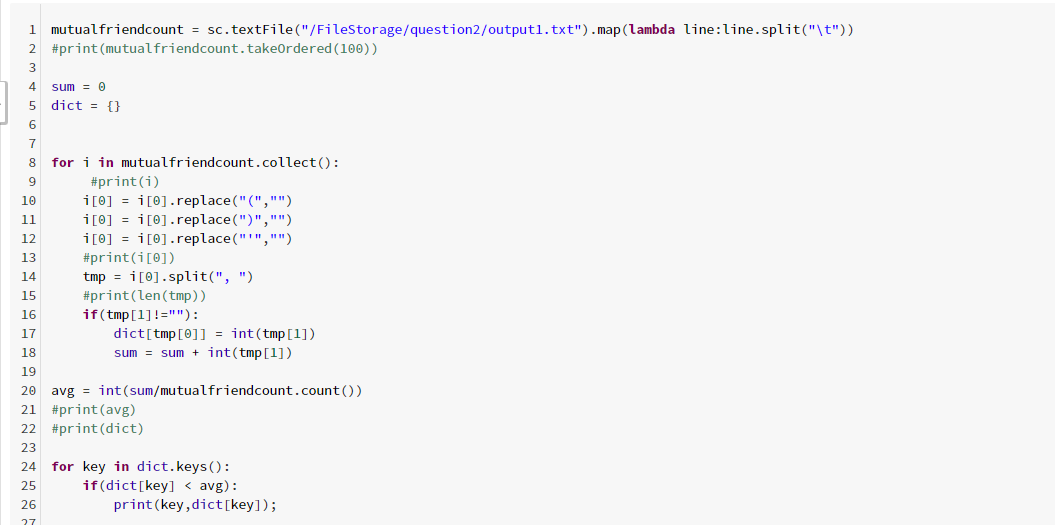 1 mutualfriendcount = sc.textFile("/FileStorage/question2/output1.txt").map(lambda line:line.split("\t"))
2 #print(mutualfriendcount.takeOrdered(100))
3
4 sum = 0
5 dict = {}
6
7
8 for i in mutualfriendcount.collect():
9      #print(i)
10     i[0] = i[0].replace("(","")
11     i[0] = i[0].replace(")","")
12     i[0] = i[0].replace("'","")
13     #print(i[0])
14     tmp = i[0].split(", ")
15     #print(len(tmp))
16     if(tmp[1]!=""):
17         dict[tmp[0]] = int(tmp[1])
18         sum = sum + int(tmp[1])
19
20 avg = int(sum/mutualfriendcount.count())
21 #print(avg)
22 #print(dict)
23
24 for key in dict.keys():
25     if(dict[key] < avg):
26         print(key,dict[key]);
27